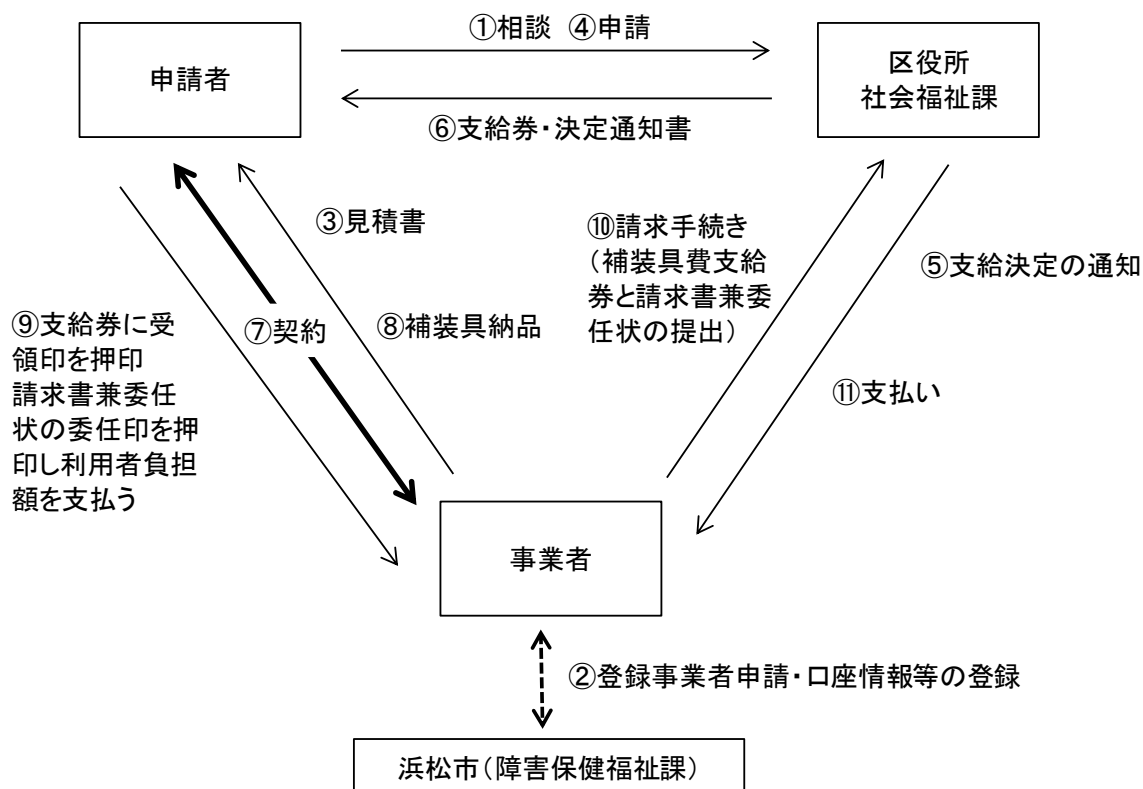 ①相談 ④申請
申請者
区役所
社会福祉課
⑥支給券・決定通知書
③見積書
⑩請求手続き
（補装具費支給
券と請求書兼委
任状の提出）
⑤支給決定の通知
⑨支給券に受
領印を押印
請求書兼委任
状の委任印を押
印し利用者負担
額を支払う
⑦契約
⑧補装具納品
⑪支払い
事業者
②登録事業者申請・口座情報等の登録
浜松市（障害保健福祉課）